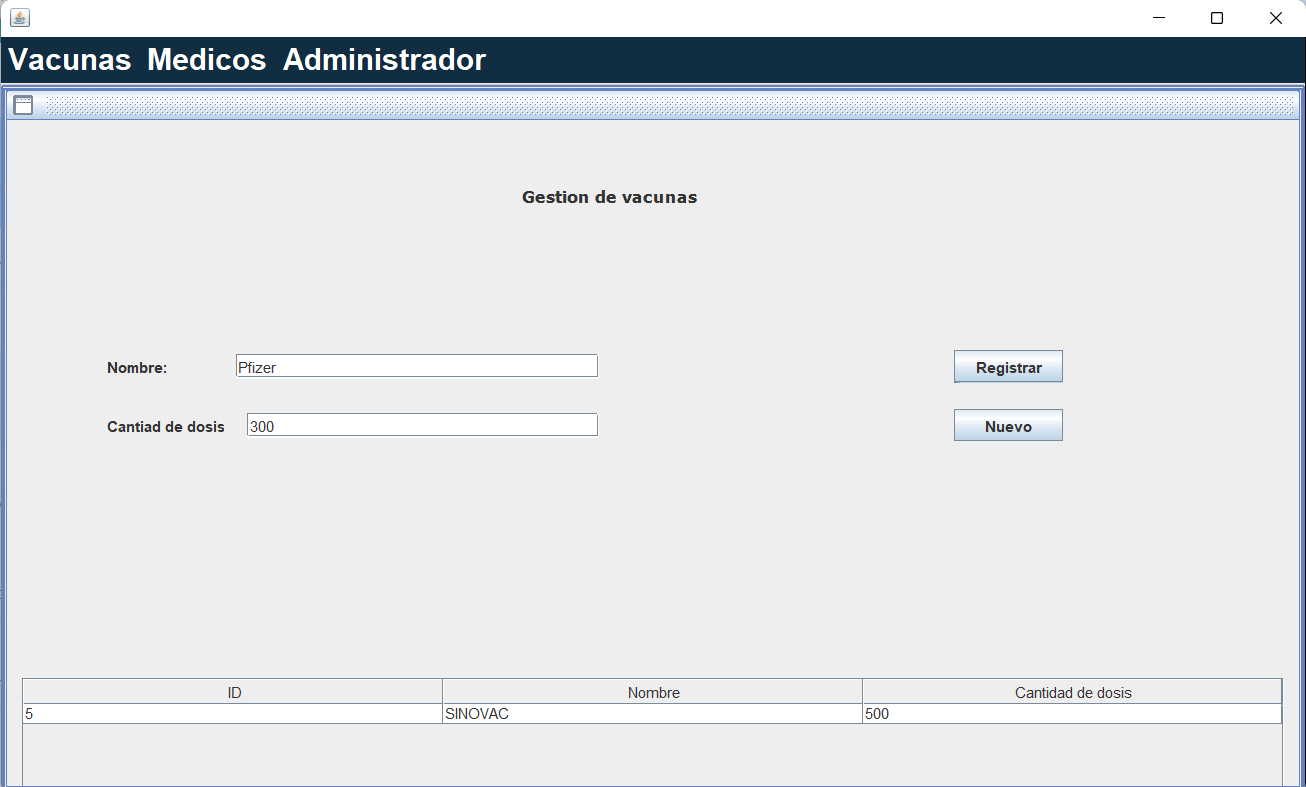 Vacunas Medicos Administrador
Gestion de vacunas
Nombre: Pfizer Registrar
Cantiad de dosis 300 Nuevo
ID Nombre Cantidad de dosis
5 SINOVAC 500